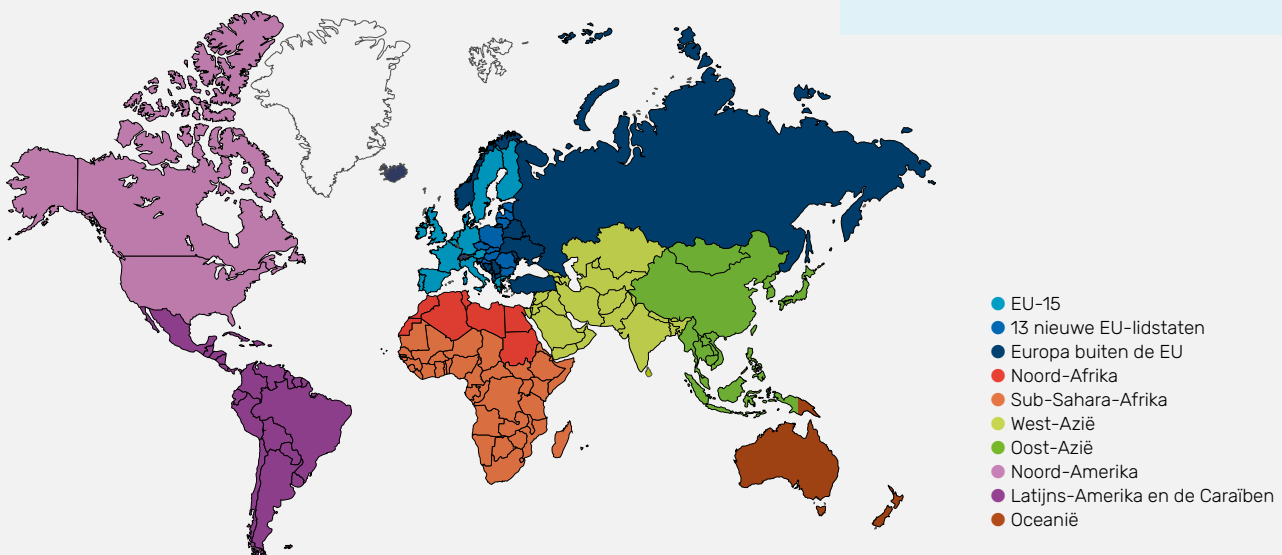 EU-15
13 nieuwe EU-lidstaten
Europa buiten de EU
Noord-Afrika
Sub-Sahara-Afrika
West-Azië
Oost-Azië
Noord-Amerika
Latijns-Amerika en de Caraïben
Oceanië